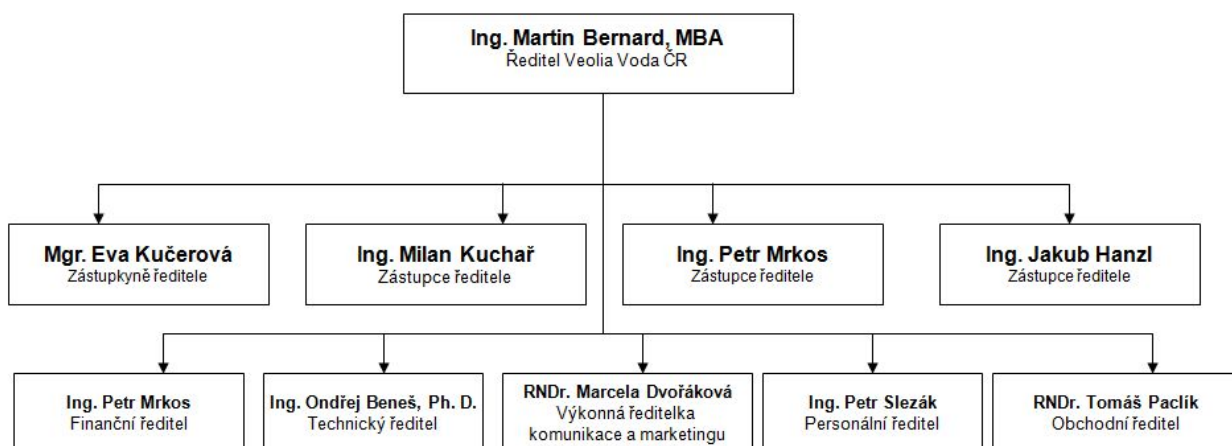 Ing. Martin Bernard, MBA
Ředitel Veolia Voda ČR
Mgr. Eva Kučerová
Zástupkyně ředitele
Ing. Milan Kuchař
Zástupce ředitele
Ing. Petr Mrkos
Zástupce ředitele
Ing. Jakub Hanzl
Zástupce ředitele
Ing. Petr Mrkos
Finanční ředitel
Ing. Ondřej Beneš, Ph. D.
Technický ředitel
RNDr. Marcela Dvořáková
Výkonná ředitelka
komunikace a marketingu
Ing. Petr Slezák
Personální ředitel
RNDr. Tomáš Paclík
Obchodní ředitel